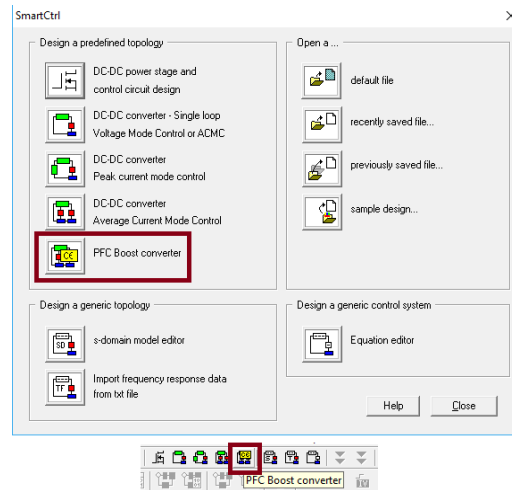 SmartCtrl
Design a predefined topology
DC-DC power stage and
control circuit design
DC-DC converter - Single loop
Voltage Mode Control or ACMC
DC-DC converter
Peak current mode control
DC-DC converter
Average Current Mode Control
C€
PFC Boost converter
Open a ...
default file
recently saved file...
previously saved file...
sample design...
Design a generic topology
SD
s-domain model editor
TF
Import frequency response data
from txt file
Design a generic control system
Equation editor
Help
Close
PFC Boost converter